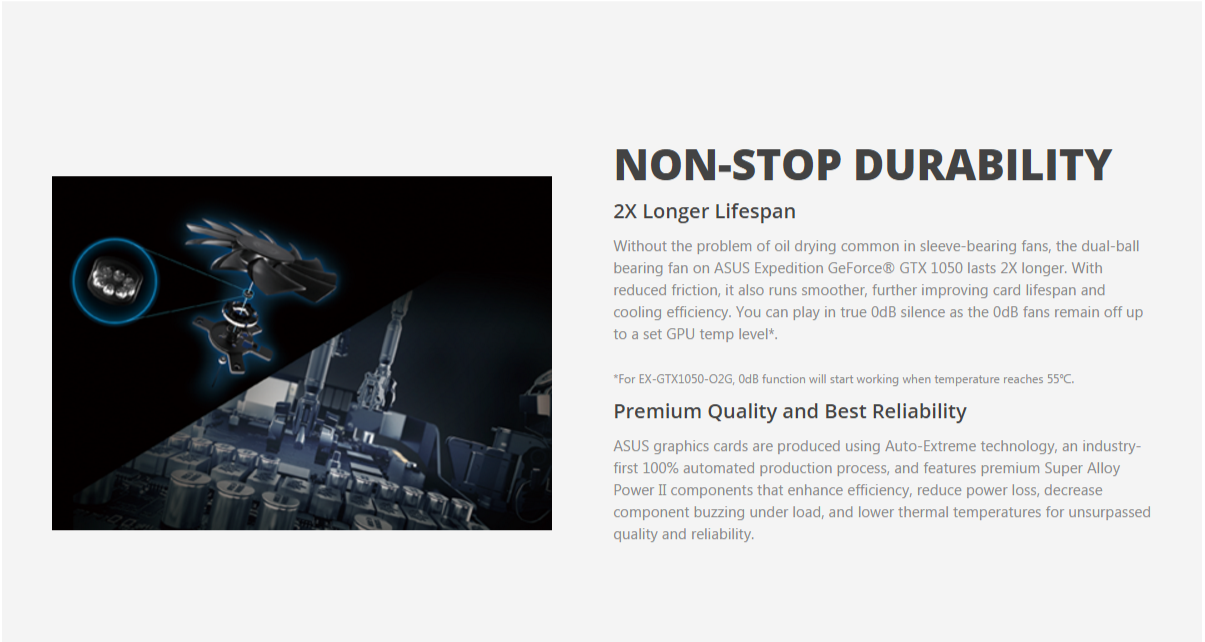 NON-STOP DURABILITY
2X Longer Lifespan
Without the problem of oil drying common in sleeve-bearing fans, the dual-ball
bearing fan on ASUS Expedition GeForce® GTX 1050 lasts 2X longer. With
reduced friction, it also runs smoother, further improving card lifespan and
cooling efficiency. You can play in true 0dB silence as the 0dB fans remain off up
to a set GPU temp level*.
*For EX-GTX1050-O2G, 0dB function will start working when temperature reaches 55℃.
Premium Quality and Best Reliability
ASUS graphics cards are produced using Auto-Extreme technology, an industry-
first 100% automated production process, and features premium Super Alloy
Power II components that enhance efficiency, reduce power loss, decrease
component buzzing under load, and lower thermal temperatures for unsurpassed
quality and reliability.